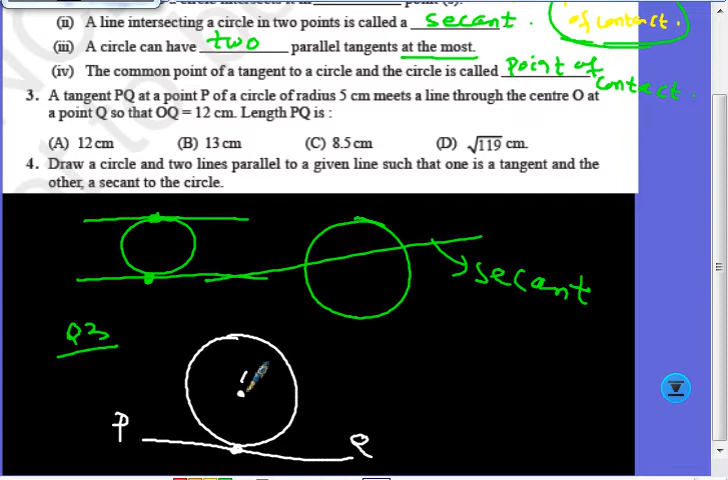 (ii) A line intersecting a circle in two points is called a secant.
of contact.
(iii) A circle can have two parallel tangents at the most.
(iv) The common point of a tangent to a circle and the circle is called point of contact.
3. A tangent PQ at a point P of a circle of radius 5 cm meets a line through the centre O at
a point Q so that OQ = 12 cm. Length PQ is :
(A) 12 cm (B) 13 cm (C) 8.5 cm (D) √119 cm.
4. Draw a circle and two lines parallel to a given line such that one is a tangent and the
other, a secant to the circle.
secant
Q3
P
Q